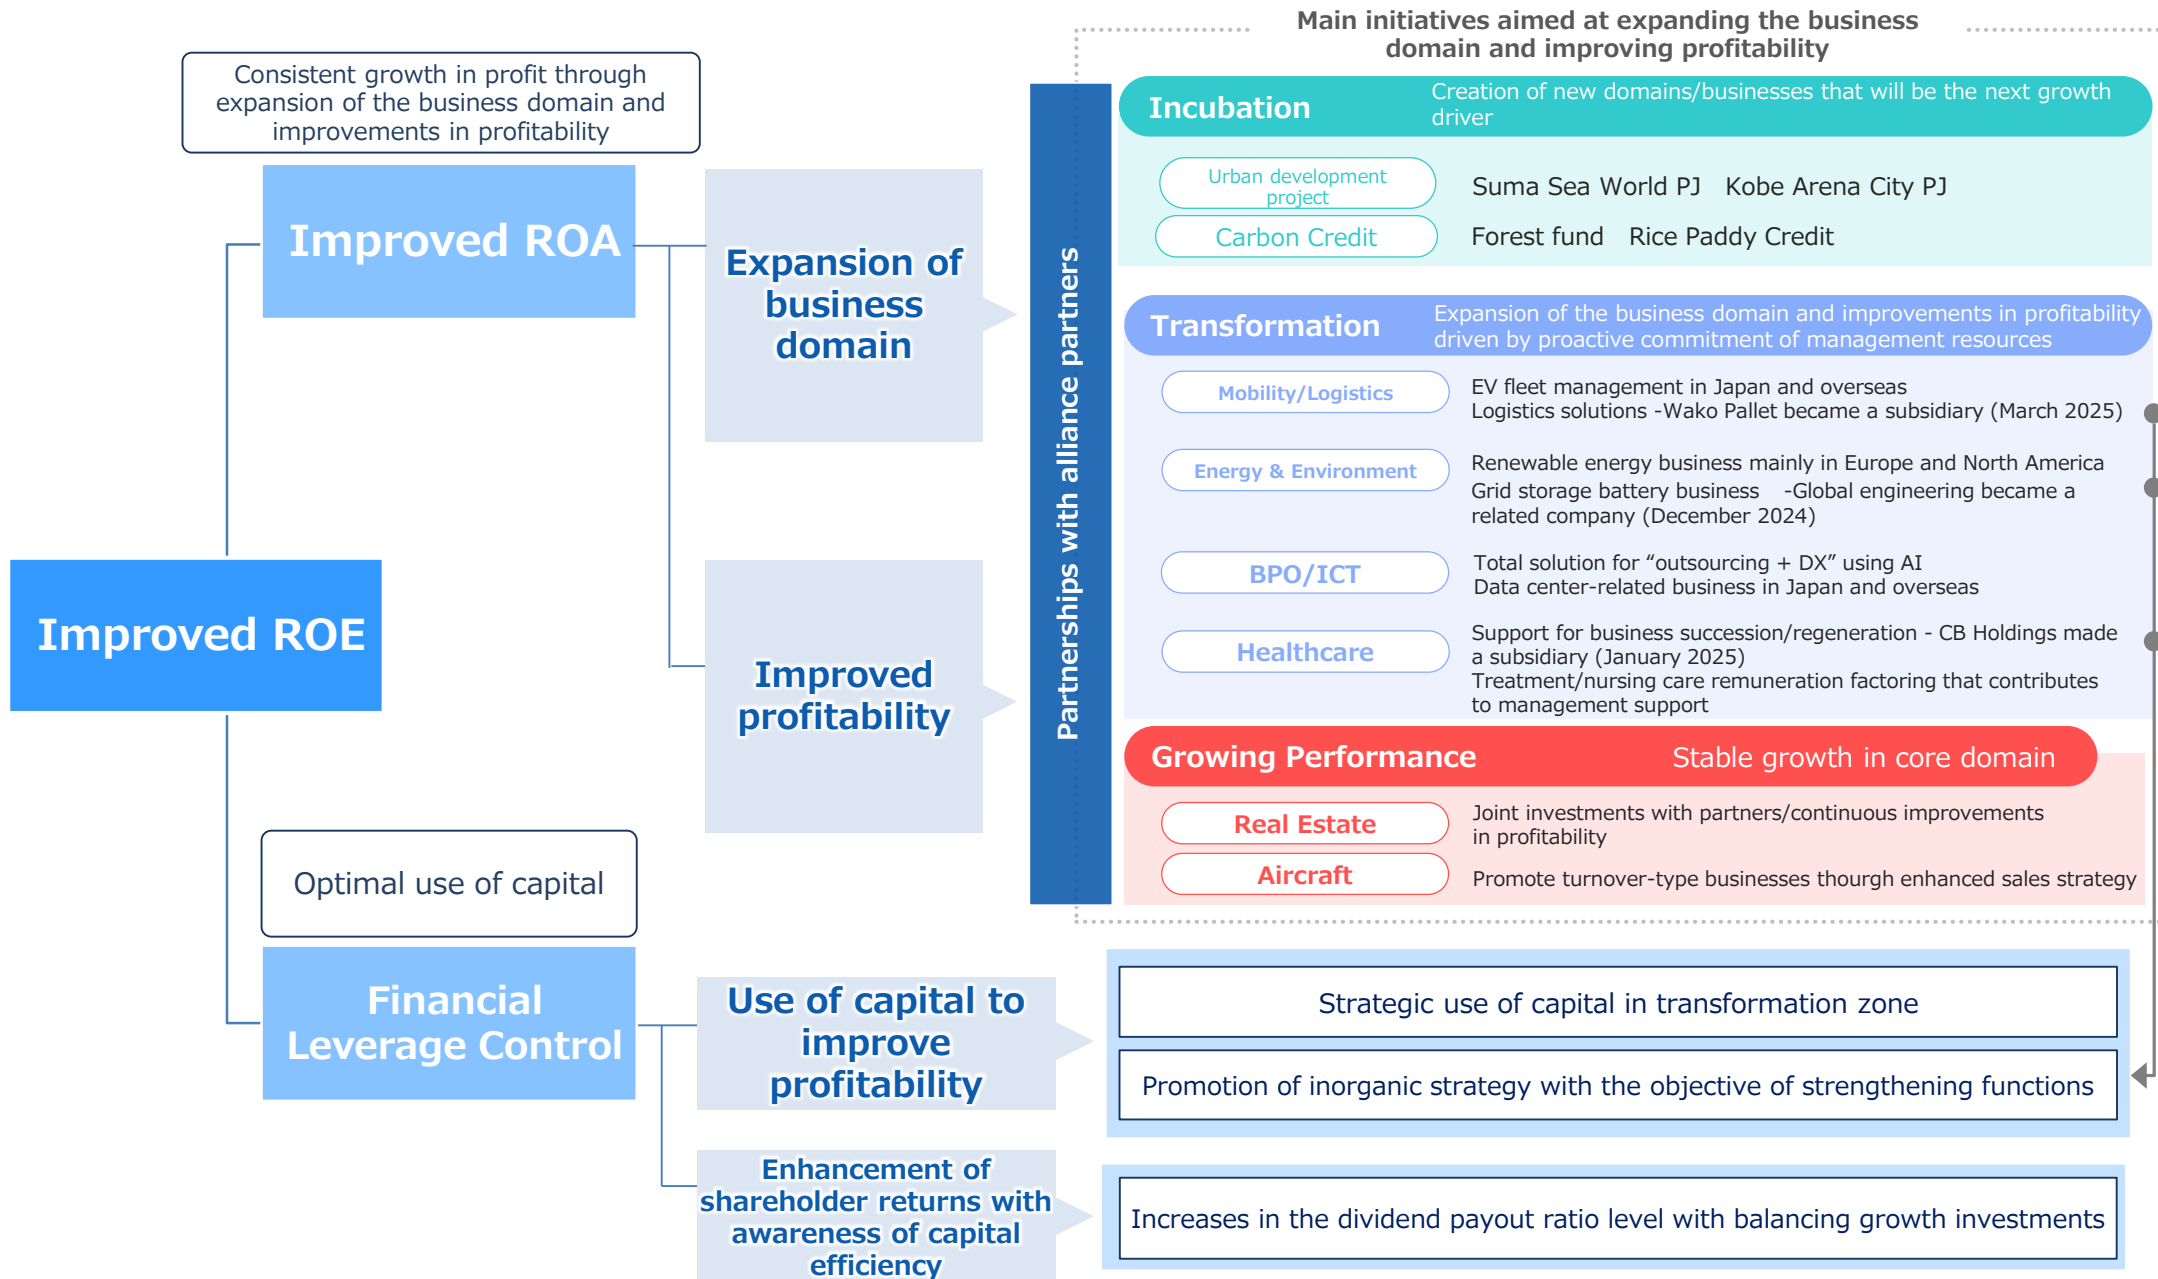 Main initiatives aimed at expanding the business
domain and improving profitability
Consistent growth in profit through
expansion of the business domain and
improvements in profitability
Improved ROA
Improved ROE
Optimal use of capital
Financial
Leverage Control
Expansion of
business
domain
Improved
profitability
Use of capital to
improve
profitability
Enhancement of
shareholder returns with
awareness of capital
efficiency
Partnerships with alliance partners
Incubation
Creation of new domains/businesses that will be the next growth
driver
Urban development
project
Suma Sea World PJ Kobe Arena City PJ
Carbon Credit
Forest fund Rice Paddy Credit
Transformation
Expansion of the business domain and improvements in profitability
driven by proactive commitment of management resources
Mobility/Logistics
EV fleet management in Japan and overseas
Logistics solutions -Wako Pallet became a subsidiary (March 2025)
Energy & Environment
Renewable energy business mainly in Europe and North America
Grid storage battery business -Global engineering became a
related company (December 2024)
BPO/ICT
Total solution for “outsourcing + DX” using AI
Data center-related business in Japan and overseas
Healthcare
Support for business succession/regeneration - CB Holdings made
a subsidiary (January 2025)
Treatment/nursing care remuneration factoring that contributes
to management support
Growing Performance
Stable growth in core domain
Real Estate
Joint investments with partners/continuous improvements
in profitability
Aircraft
Promote turnover-type businesses thourgh enhanced sales strategy
Strategic use of capital in transformation zone
Promotion of inorganic strategy with the objective of strengthening functions
Increases in the dividend payout ratio level with balancing growth investments